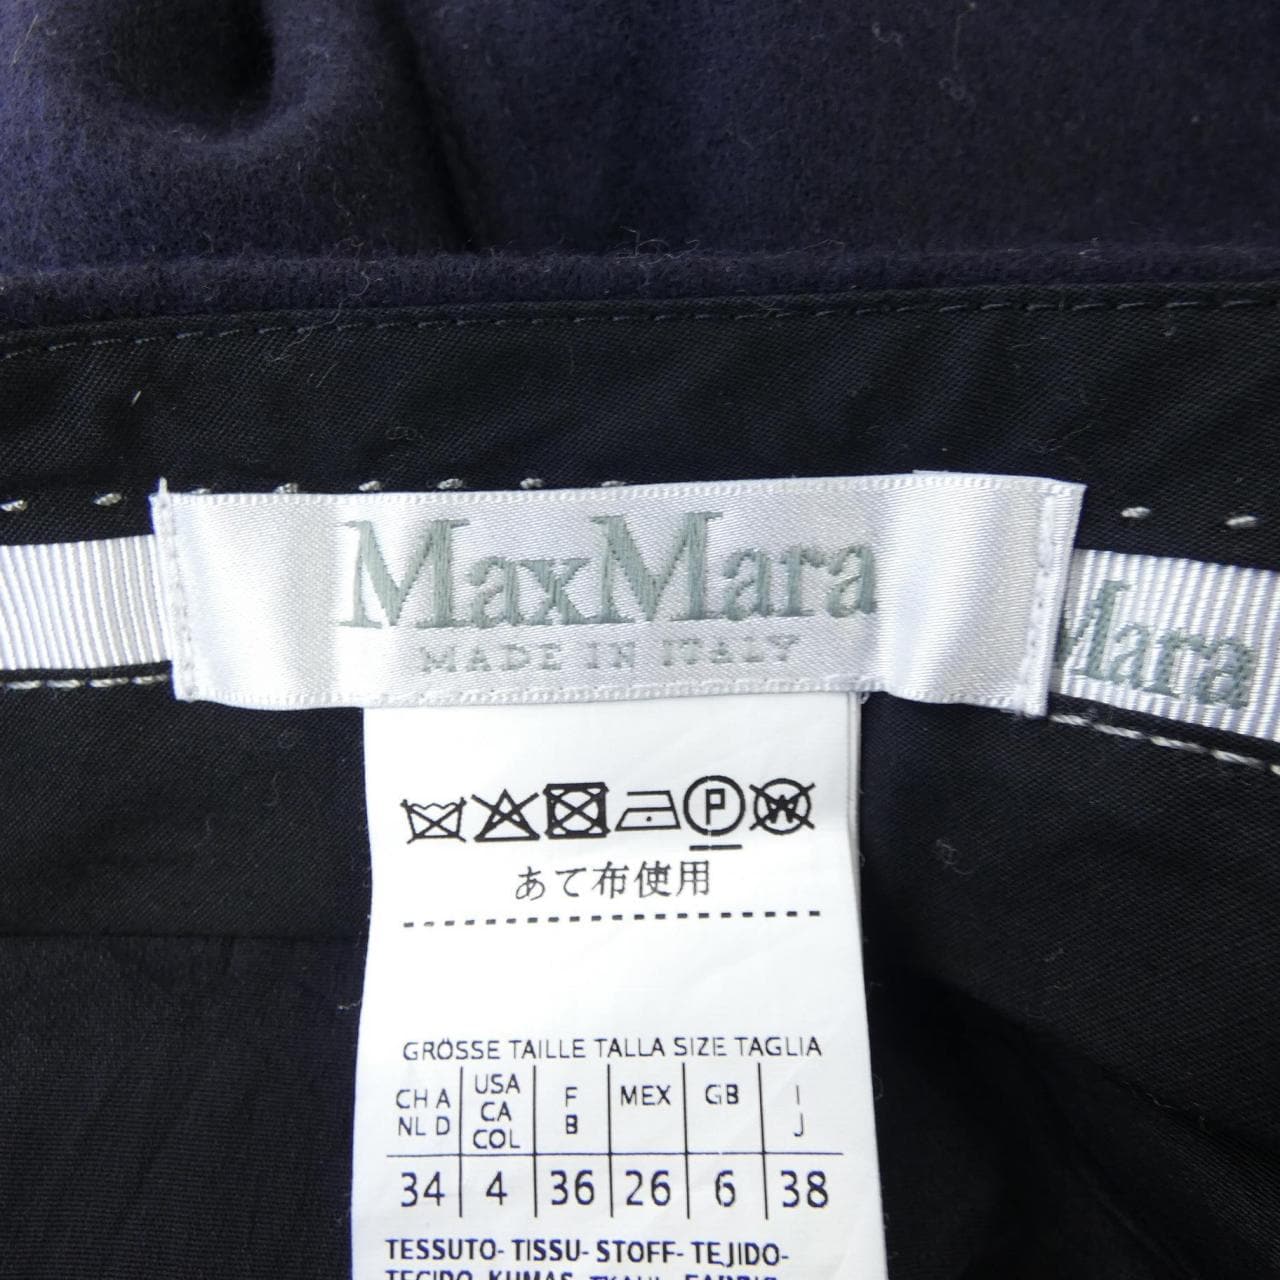 MaxMara
MADE IN ITALY
Mara
P W
あて布使用
GRÖSSE TAILLE TALLA SIZE TAGLIA
CH A NL D USA CA COL F B MEX GB I J
34 4 36 26 6 38
TESSUTO- TISSU- STOFF- TEJIDO-